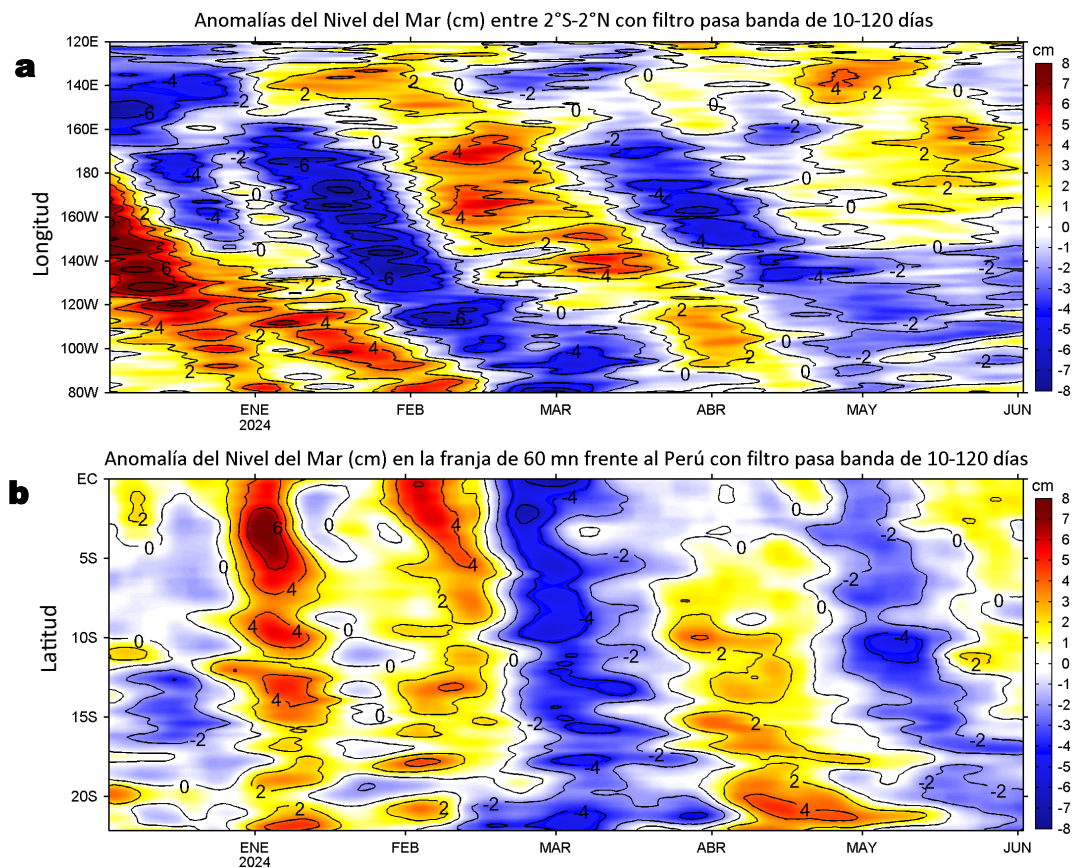 Anomalías del Nivel del Mar (cm) entre 2°S-2°N con filtro pasa banda de 10-120 días
a
Longitud
120E
140E
160E
180
160W
140W
120W
100W
80W
ENE
2024
FEB
MAR
ABR
MAY
JUN
cm
8
7
6
5
4
3
2
1
0
-1
-2
-3
-4
-5
-6
-7
-8
Anomalía del Nivel del Mar (cm) en la franja de 60 mn frente al Perú con filtro pasa banda de 10-120 días
b
Latitud
EC
5S
10S
15S
20S
ENE
2024
FEB
MAR
ABR
MAY
JUN
cm
8
7
6
5
4
3
2
1
0
-1
-2
-3
-4
-5
-6
-7
-8